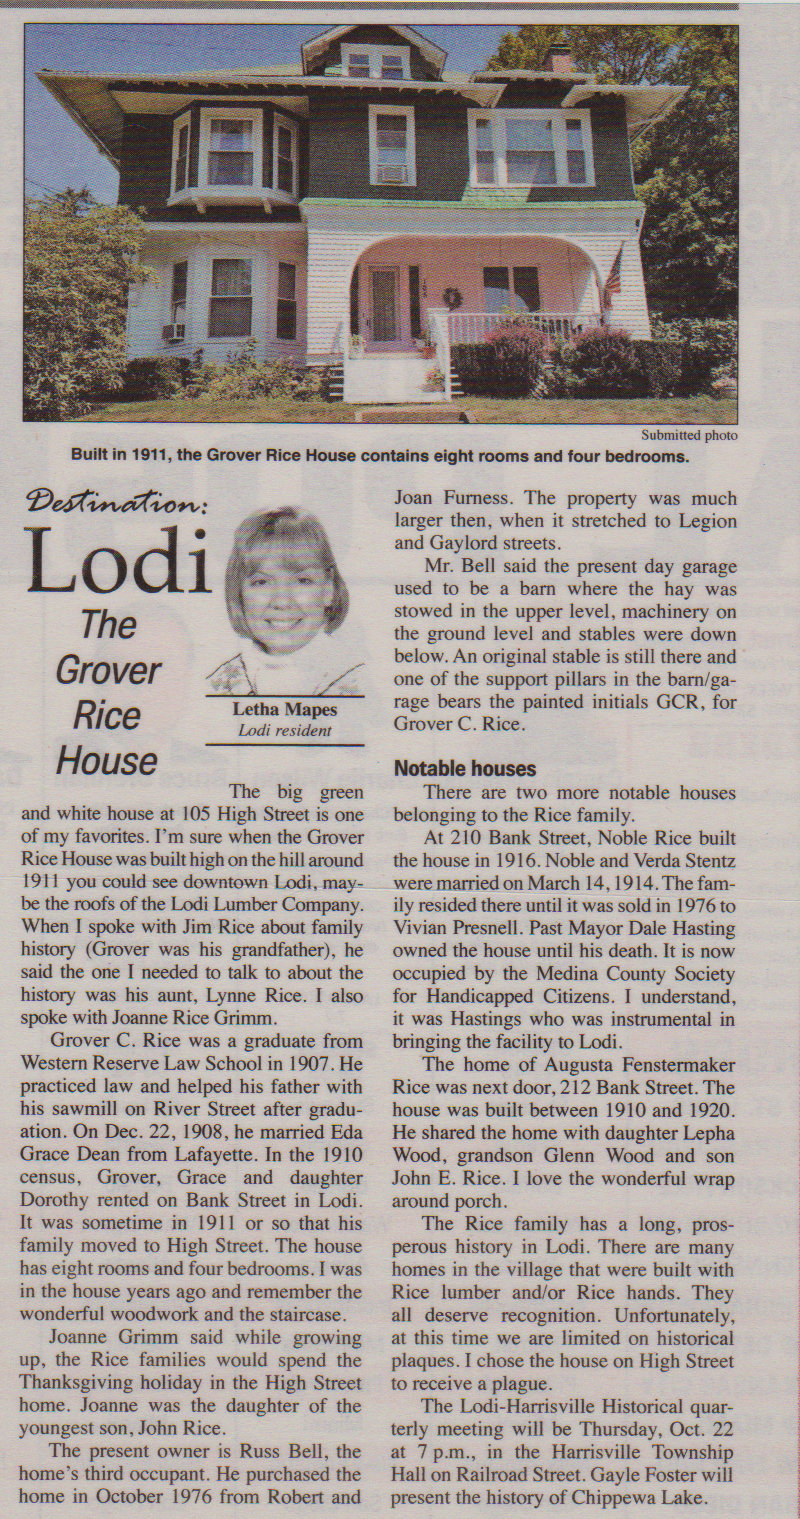 Submitted photo
Built in 1911, the Grover Rice House contains eight rooms and four bedrooms.
Destination:
Lodi
The
Grover
Rice
House
Letha Mapes
Lodi resident
The big green
and white house at 105 High Street is one
of my favorites. I'm sure when the Grover
Rice House was built high on the hill around
1911 you could see downtown Lodi, may-
be the roofs of the Lodi Lumber Company.
When I spoke with Jim Rice about family
history (Grover was his grandfather), he
said the one I needed to talk to about the
history was his aunt, Lynne Rice. I also
spoke with Joanne Rice Grimm.
Grover C. Rice was a graduate from
Western Reserve Law School in 1907. He
practiced law and helped his father with
his sawmill on River Street after gradu-
ation. On Dec. 22, 1908, he married Eda
Grace Dean from Lafayette. In the 1910
census, Grover, Grace and daughter
Dorothy rented on Bank Street in Lodi.
It was sometime in 1911 or so that his
family moved to High Street. The house
has eight rooms and four bedrooms. I was
in the house years ago and remember the
wonderful woodwork and the staircase.
Joanne Grimm said while growing
up, the Rice families would spend the
Thanksgiving holiday in the High Street
home. Joanne was the daughter of the
youngest son, John Rice.
The present owner is Russ Bell, the
home's third occupant. He purchased the
home in October 1976 from Robert and
Joan Furness. The property was much
larger then, when it stretched to Legion
and Gaylord streets.
Mr. Bell said the present day garage
used to be a barn where the hay was
stowed in the upper level, machinery on
the ground level and stables were down
below. An original stable is still there and
one of the support pillars in the barn/ga-
rage bears the painted initials GCR, for
Grover C. Rice.
Notable houses
There are two more notable houses
belonging to the Rice family.
At 210 Bank Street, Noble Rice built
the house in 1916. Noble and Verda Stentz
were married on March 14, 1914. The fam-
ily resided there until it was sold in 1976 to
Vivian Presnell. Past Mayor Dale Hasting
owned the house until his death. It is now
occupied by the Medina County Society
for Handicapped Citizens. I understand,
it was Hastings who was instrumental in
bringing the facility to Lodi.
The home of Augusta Fenstermaker
Rice was next door, 212 Bank Street. The
house was built between 1910 and 1920.
He shared the home with daughter Lepha
Wood, grandson Glenn Wood and son
John E. Rice. I love the wonderful wrap
around porch.
The Rice family has a long, pros-
perous history in Lodi. There are many
homes in the village that were built with
Rice lumber and/or Rice hands. They
all deserve recognition. Unfortunately,
at this time we are limited on historical
plaques. I chose the house on High Street
to receive a plague.
The Lodi-Harrisville Historical quar-
terly meeting will be Thursday, Oct. 22
at 7 p.m., in the Harrisville Township
Hall on Railroad Street. Gayle Foster will
present the history of Chippewa Lake.